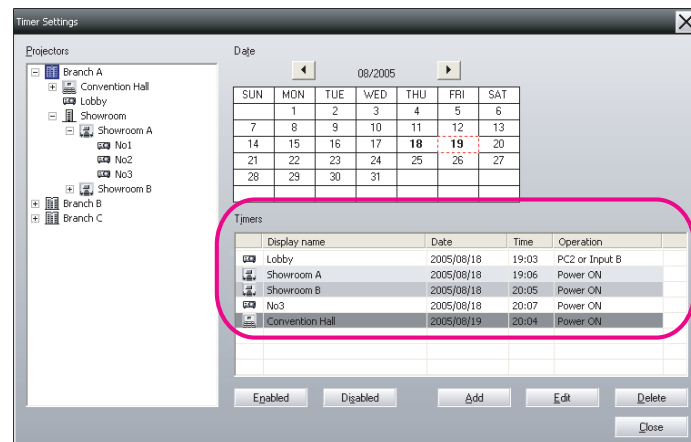 Timer Settings
Projectors
Branch A
Convention Hall
Lobby
Showroom
Showroom A
No1
No2
No3
Showroom B
Branch B
Branch C
Date
08/2005
SUN MON TUE WED THU FRI SAT
1 2 3 4 5 6
7 8 9 10 11 12 13
14 15 16 17 18 19 20
21 22 23 24 25 26 27
28 29 30 31
Timers
Display name Date Time Operation
Lobby 2005/08/18 19:03 PC2 or Input B
Showroom A 2005/08/18 19:06 Power ON
Showroom B 2005/08/18 20:05 Power ON
No3 2005/08/18 20:07 Power ON
Convention Hall 2005/08/19 20:04 Power ON
Enabled Disabled Add Edit Delete
Close